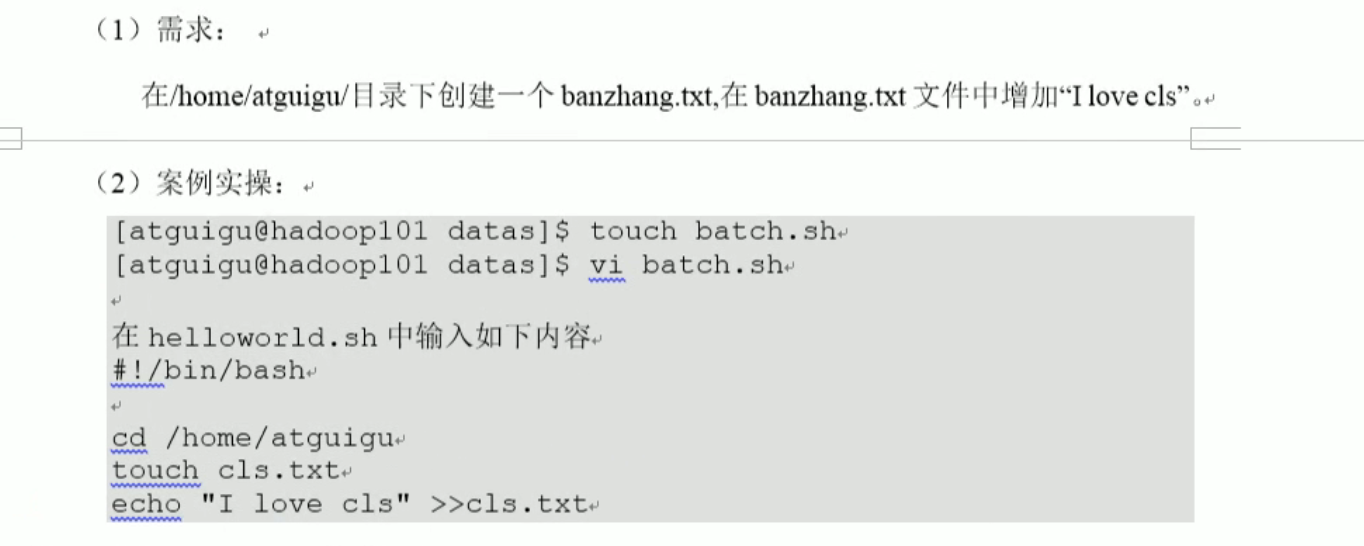 （1）需求：
在/home/atguigu/目录下创建一个 banzhang.txt,在 banzhang.txt 文件中增加“I love cls”。
（2）案例实操：
[atguigu@hadoop101 datas]$ touch batch.sh
[atguigu@hadoop101 datas]$ vi batch.sh
在 helloworld.sh 中输入如下内容
#!/bin/bash
cd /home/atguigu
touch cls.txt
echo "I love cls" >>cls.txt